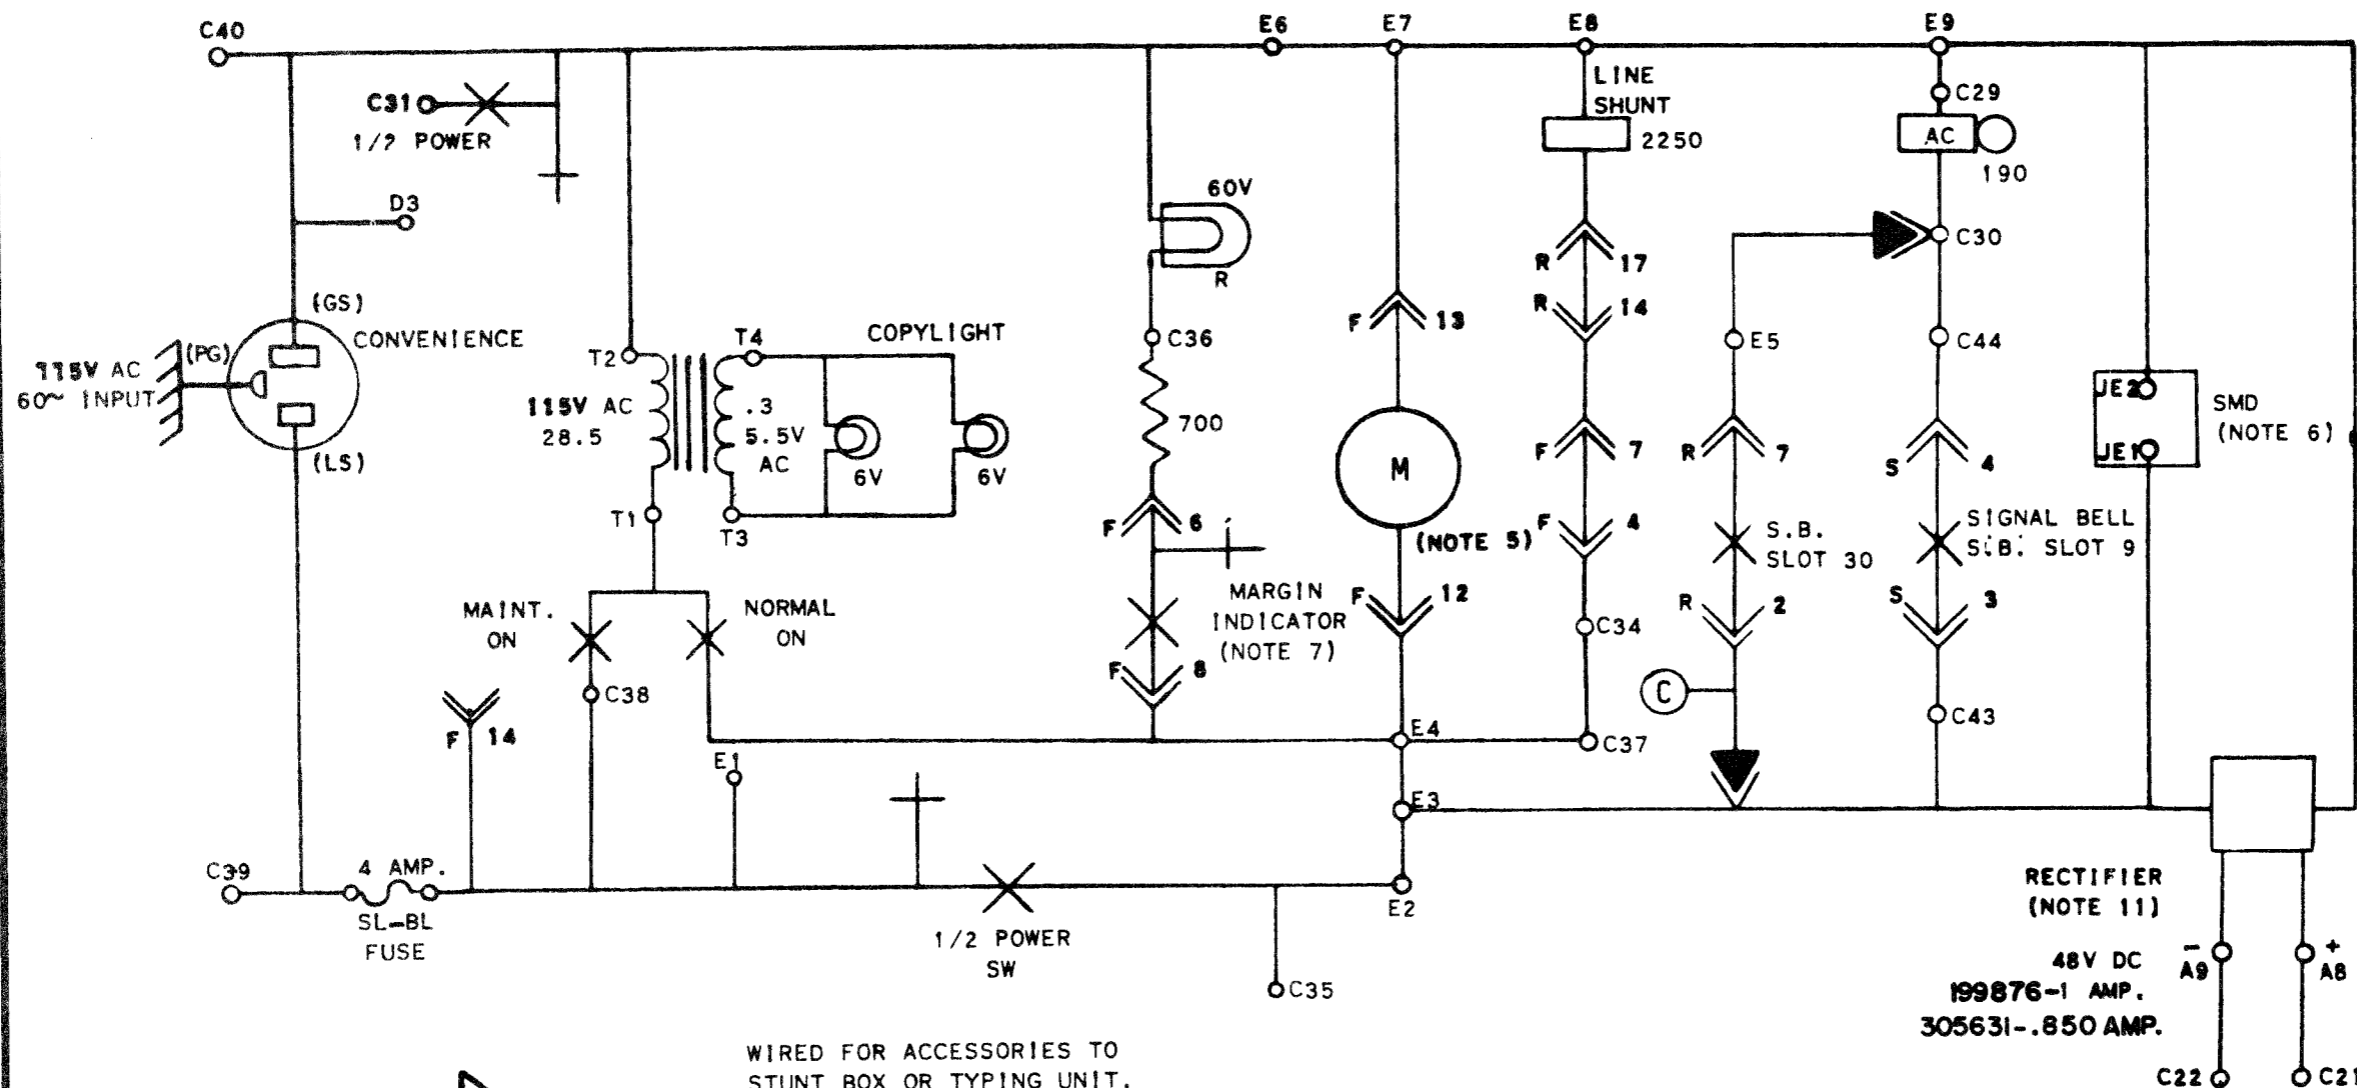 C40
E6
E7
E8
E9
LINE
SHUNT
2250
C31
1/2 POWER
C29
AC
190
D3
60V
R
C30
R
17
R
14
(GS)
CONVENIENCE
(PG)
115V AC
60~ INPUT
(LS)
T2
T4
COPYLIGHT
115V AC
28.5
.3
5.5V
AC
6V
6V
T1
T3
C36
700
F
13
M
(NOTE 5)
F
7
E5
C44
R
7
S
4
JE2
JE1
SMD
(NOTE 6)
F
6
F
4
S.B.
SLOT 30
SIGNAL BELL
S.B. SLOT 9
MAINT.
ON
NORMAL
ON
MARGIN
INDICATOR
(NOTE 7)
F
12
R
2
S
3
C34
F
8
C38
F
14
C
C43
E1
E4
C37
E3
C39
4 AMP.
SL-BL
FUSE
1/2 POWER
SW
E2
C35
RECTIFIER
(NOTE 11)
48V DC
199876-1 AMP.
305631-.850 AMP.
-
A9
+
A8
C22
C21
WIRED FOR ACCESSORIES TO
STUNT BOX OR TYPING UNIT.